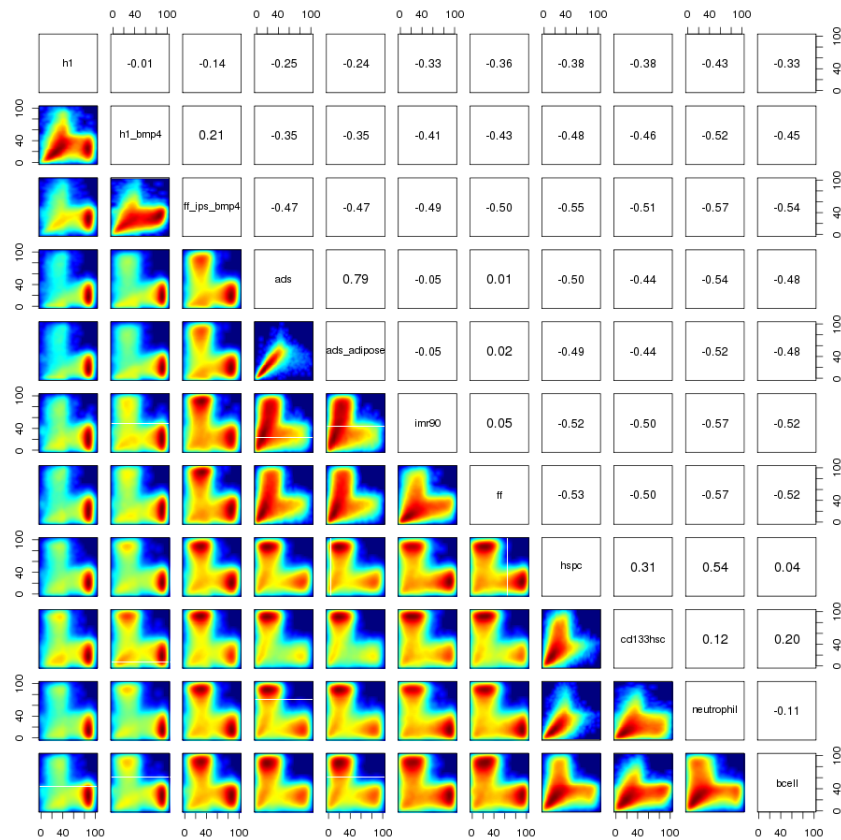 0 40 100 0 40 100 0 40 100 0 40 100 0 40 100
h1 -0.01 -0.14 -0.25 -0.24 -0.33 -0.36 -0.38 -0.38 -0.43 -0.33 0 40 100
0 40 100 h1_bmp4 0.21 -0.35 -0.35 -0.41 -0.43 -0.48 -0.46 -0.52 -0.45
ff_ips_bmp4 -0.47 -0.47 -0.49 -0.50 -0.55 -0.51 -0.57 -0.54 0 40 100
0 40 100 ads 0.79 -0.05 0.01 -0.50 -0.44 -0.54 -0.48
ads_adipose -0.05 0.02 -0.49 -0.44 -0.52 -0.48 0 40 100
0 40 100 imr90 0.05 -0.52 -0.50 -0.57 -0.52
ff -0.53 -0.50 -0.57 -0.52 0 40 100
0 40 100 hspc 0.31 0.54 0.04
cd133hsc 0.12 0.20 0 40 100
0 40 100 neutrophil -0.11
bcell 0 40 100
0 40 100 0 40 100 0 40 100 0 40 100 0 40 100 0 40 100